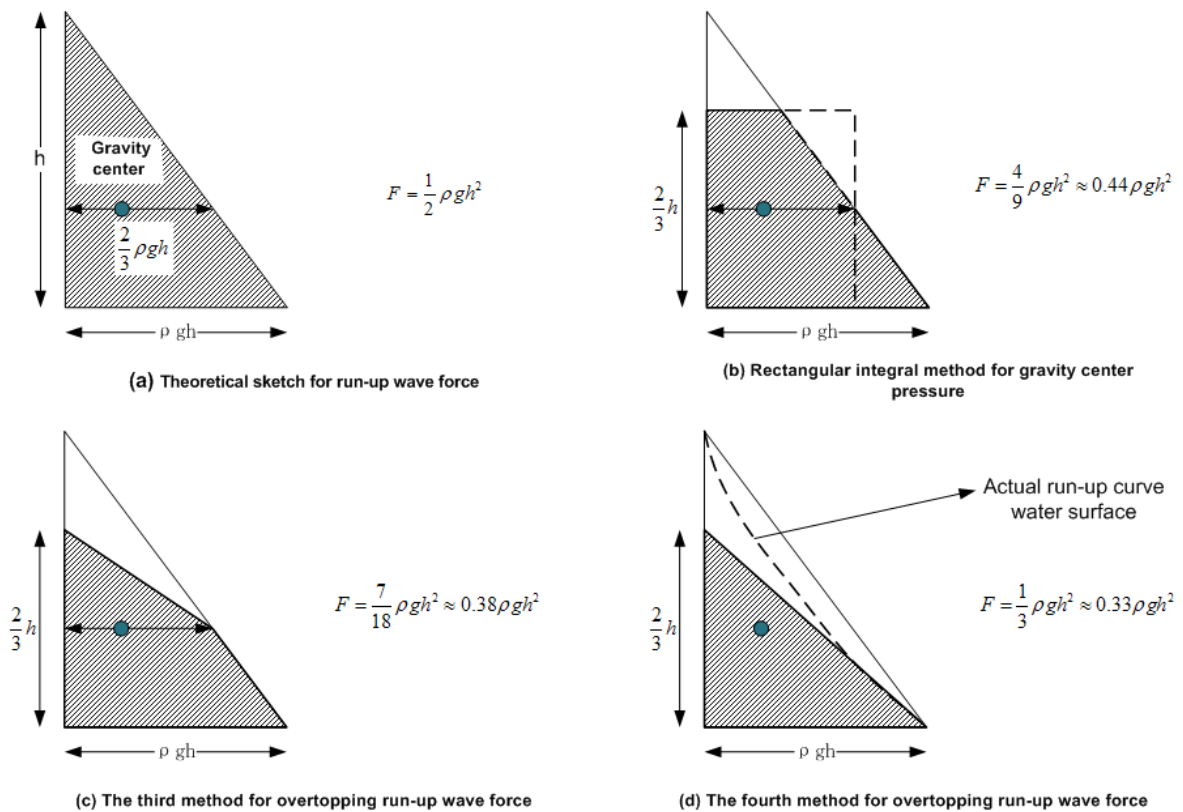 h
Gravity
center
2/3 ρgh
F = 1/2 ρgh²
ρ gh
(a) Theoretical sketch for run-up wave force
2/3 h
F = 4/9 ρgh² ≈ 0.44ρgh²
ρ gh
(b) Rectangular integral method for gravity center
pressure
2/3 h
F = 7/18 ρgh² ≈ 0.38ρgh²
ρ gh
(c) The third method for overtopping run-up wave force
Actual run-up curve
water surface
2/3 h
F = 1/3 ρgh² ≈ 0.33ρgh²
ρ gh
(d) The fourth method for overtopping run-up wave force